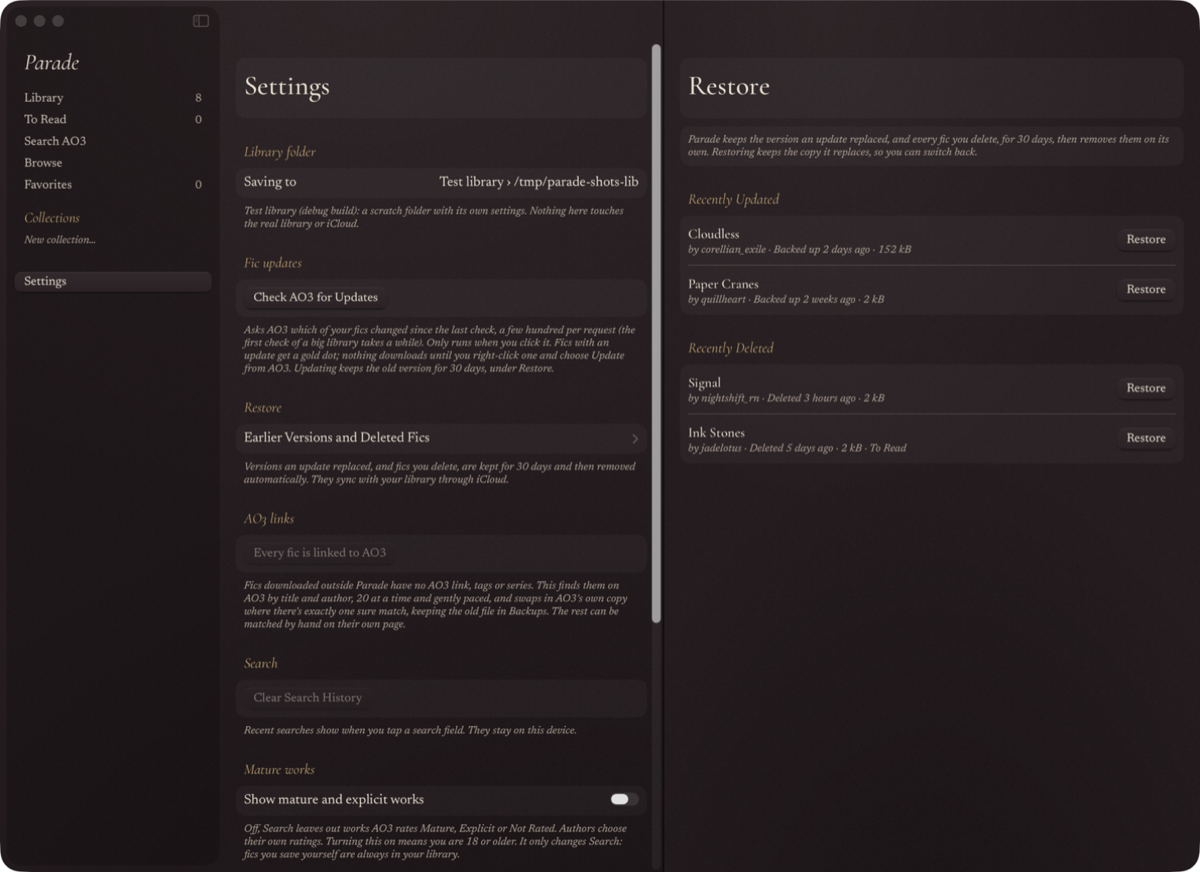 Parade
Library 8
To Read 0
Search AO3
Browse
Favorites 0
Collections
New collection...
Settings
Settings
Library folder
Saving to Test library › /tmp/parade-shots-lib
Test library (debug build): a scratch folder with its own settings. Nothing here touches
the real library or iCloud.
Fic updates
Check AO3 for Updates
Asks AO3 which of your fics changed since the last check, a few hundred per request (the
first check of a big library takes a while). Only runs when you click it. Fics with an
update get a gold dot; nothing downloads until you right-click one and choose Update
from AO3. Updating keeps the old version for 30 days, under Restore.
Restore
Earlier Versions and Deleted Fics
Versions an update replaced, and fics you delete, are kept for 30 days and then removed
automatically. They sync with your library through iCloud.
AO3 links
Every fic is linked to AO3
Fics downloaded outside Parade have no AO3 link, tags or series. This finds them on
AO3 by title and author, 20 at a time and gently paced, and swaps in AO3's own copy
where there's exactly one sure match, keeping the old file in Backups. The rest can be
matched by hand on their own page.
Search
Clear Search History
Recent searches show when you tap a search field. They stay on this device.
Mature works
Show mature and explicit works
Off, Search leaves out works AO3 rates Mature, Explicit or Not Rated. Authors choose
their own ratings. Turning this on means you are 18 or older. It only changes Search:
fics you save yourself are always in your library.
Restore
Parade keeps the version an update replaced, and every fic you delete, for 30 days, then removes them on its
own. Restoring keeps the copy it replaces, so you can switch back.
Recently Updated
Cloudless
by corellian_exile · Backed up 2 days ago · 152 kB
Restore
Paper Cranes
by quillheart · Backed up 2 weeks ago · 2 kB
Restore
Recently Deleted
Signal
by nightshift_rn · Deleted 3 hours ago · 2 kB
Restore
Ink Stones
by jadelotus · Deleted 5 days ago · 2 kB · To Read
Restore